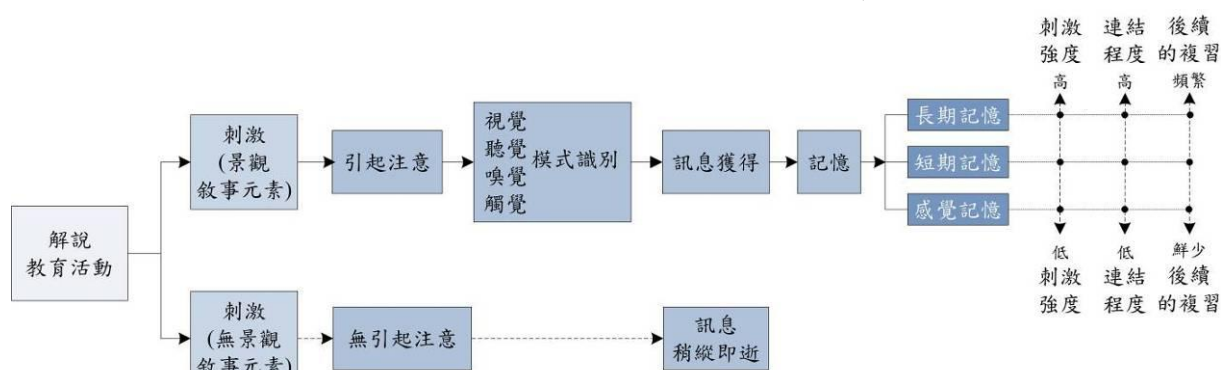 解說
教育活動
刺激
(景觀
敘事元素)
引起注意
視覺
聽覺
嗅覺
觸覺
模式識別
訊息獲得
記憶
長期記憶
短期記憶
感覺記憶
刺激
強度
高
連結
程度
高
後續
的複習
頻繁
低
刺激
強度
低
連結
程度
鮮少
後續
的複習
刺激
(無景觀
敘事元素)
無引起注意
訊息
稍縱即逝